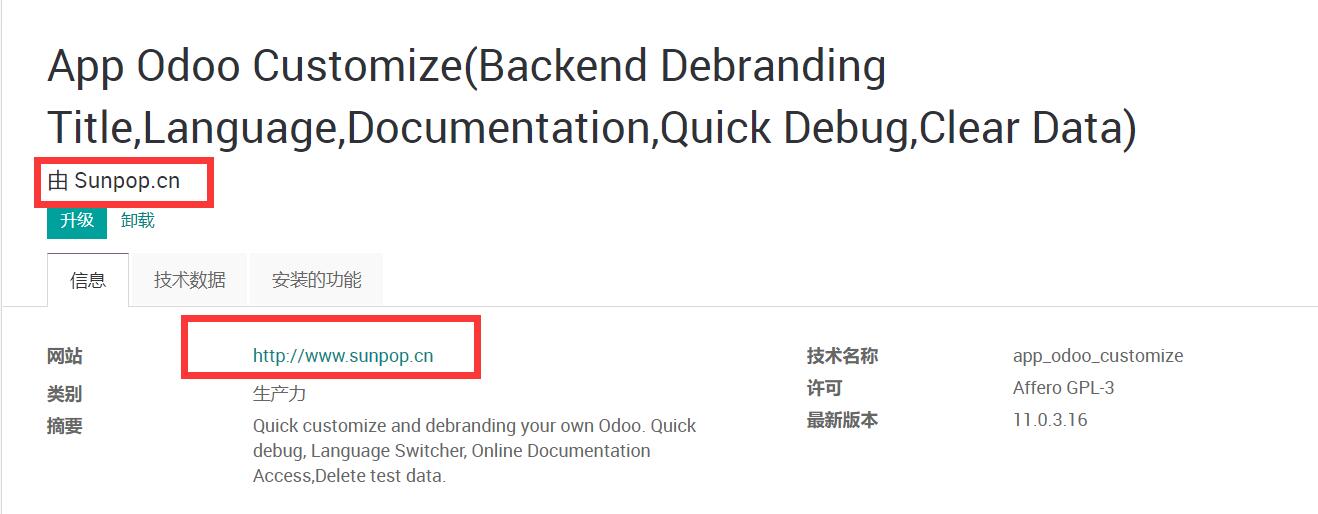 App Odoo Customize(Backend Debranding
Title,Language,Documentation,Quick Debug,Clear Data)
由 Sunpop.cn
升级 卸载
信息 技术数据 安装的功能
网站 http://www.sunpop.cn 技术名称 app_odoo_customize
类别 生产力 许可 Affero GPL-3
摘要 Quick customize and debranding your own Odoo. Quick 最新版本 11.0.3.16
debug, Language Switcher, Online Documentation
Access,Delete test data.